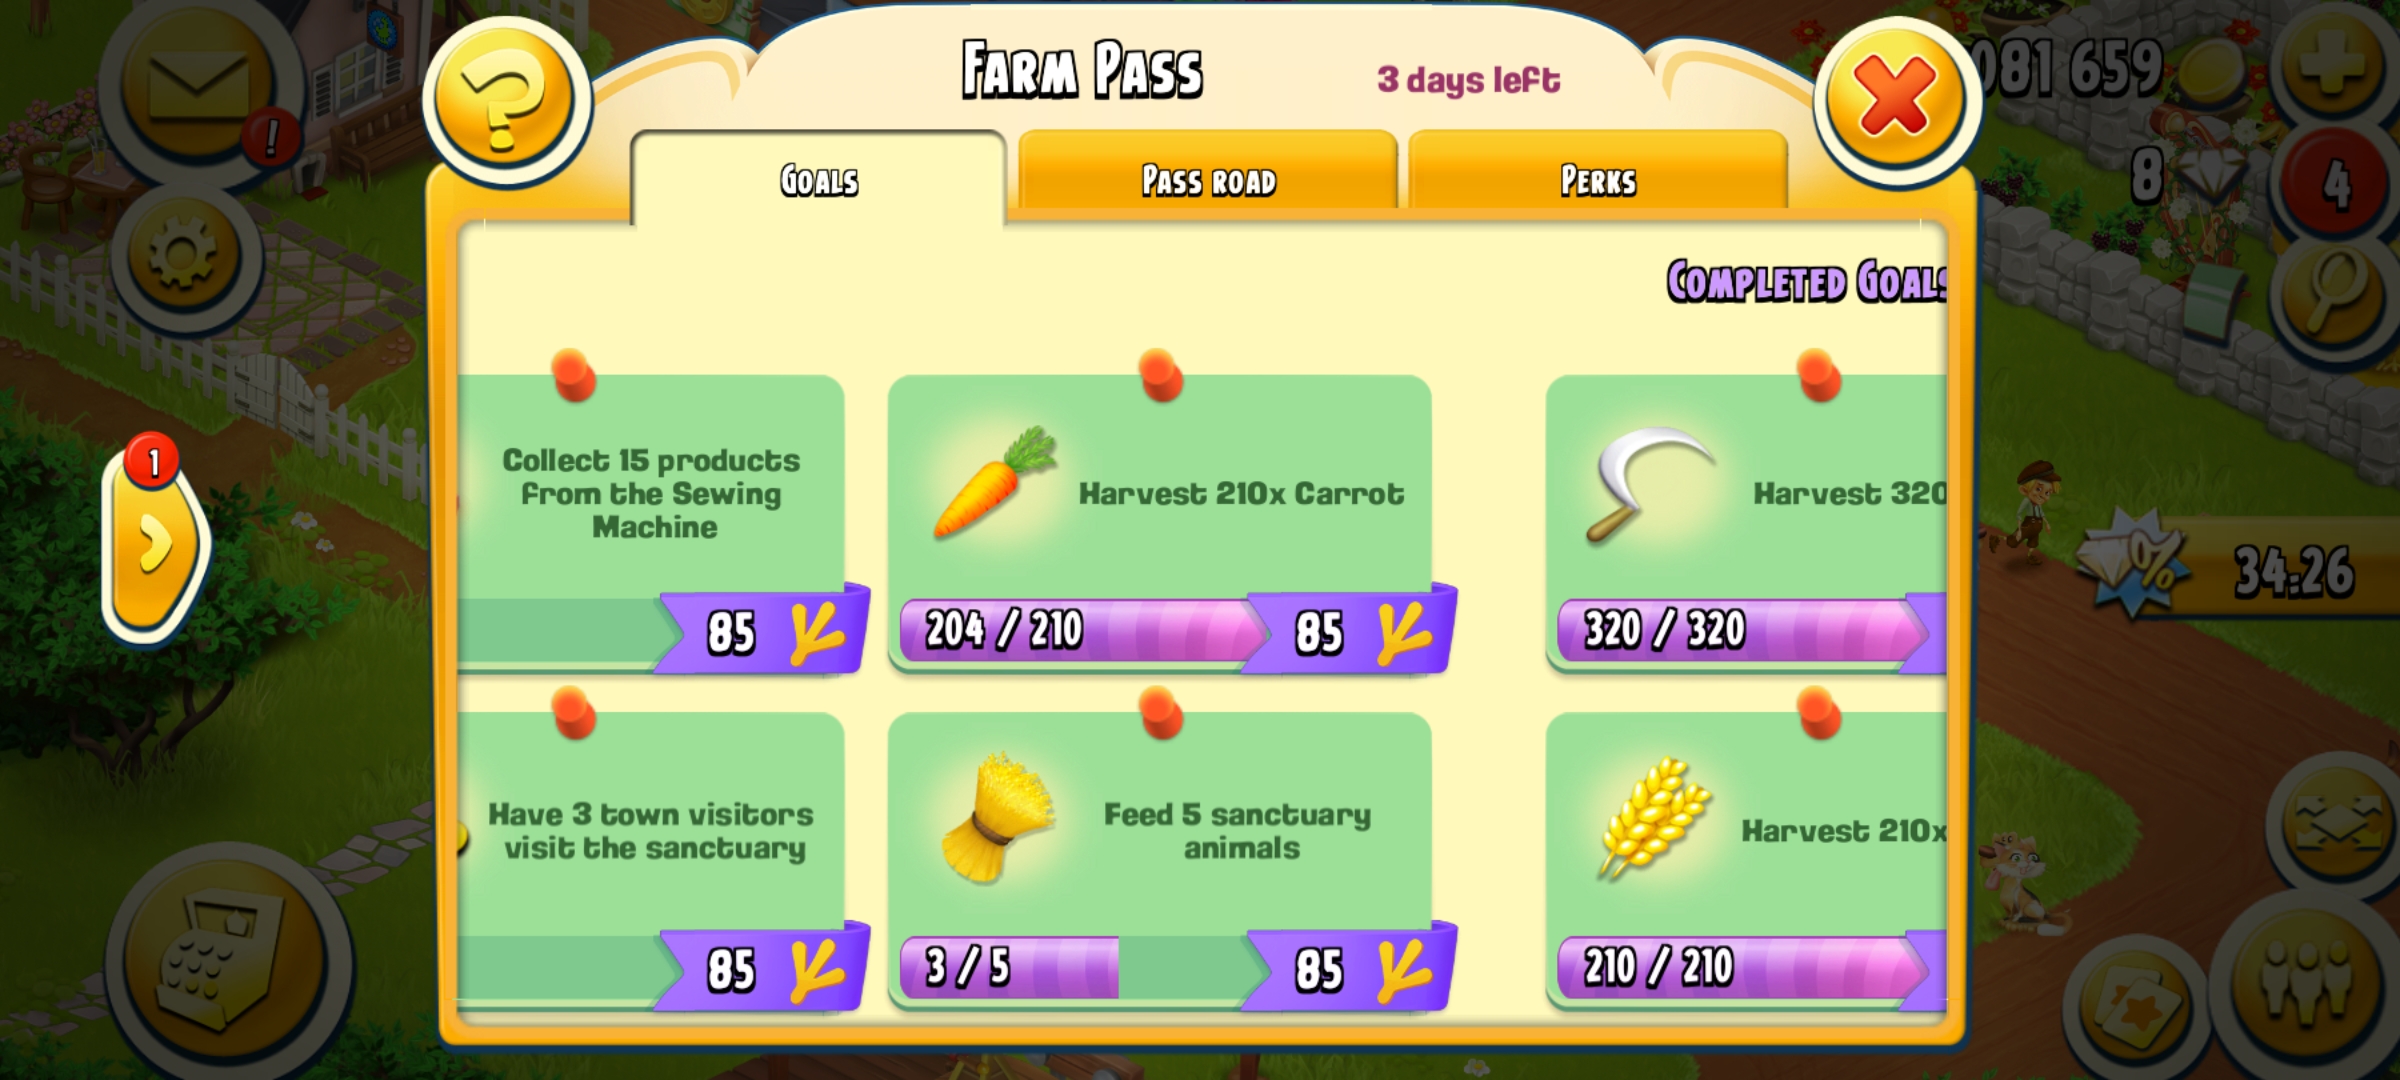 FARM PASS
3 days left
081 659
8
4
!
GOALS
PASS ROAD
PERKS
COMPLETED GOALS
Collect 15 products
from the Sewing
Machine
85
Harvest 210x Carrot
204 / 210
85
Harvest 320
320 / 320
1
%
34:26
Have 3 town visitors
visit the sanctuary
85
Feed 5 sanctuary
animals
3 / 5
85
Harvest 210x
210 / 210